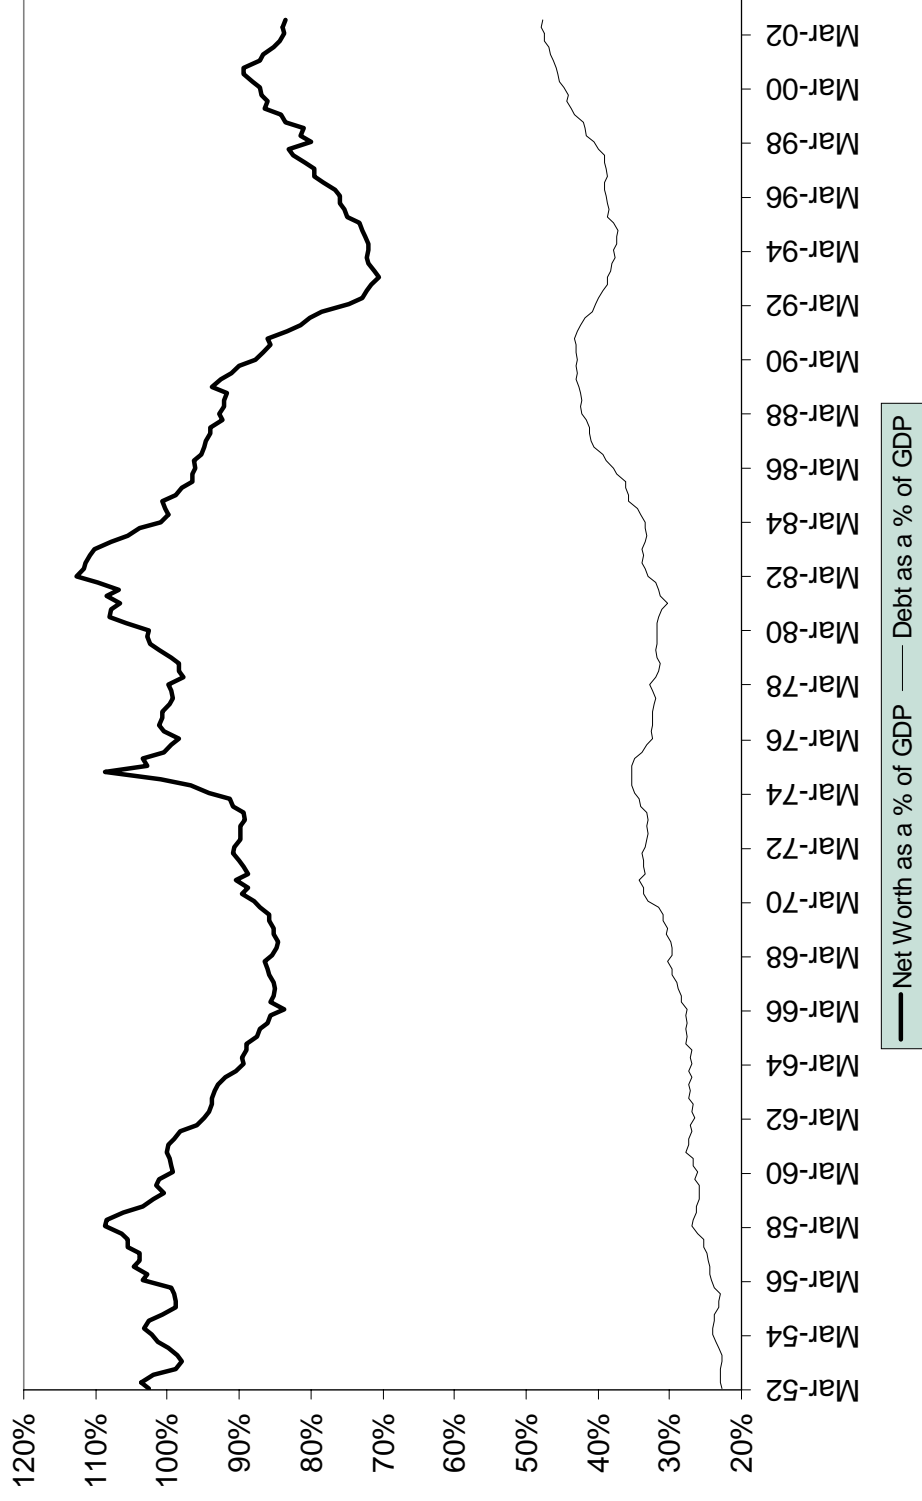 120%
110%
100%
90%
80%
70%
60%
50%
40%
30%
20%
Mar-52
Mar-54
Mar-56
Mar-58
Mar-60
Mar-62
Mar-64
Mar-66
Mar-68
Mar-70
Mar-72
Mar-74
Mar-76
Mar-78
Mar-80
Mar-82
Mar-84
Mar-86
Mar-88
Mar-90
Mar-92
Mar-94
Mar-96
Mar-98
Mar-00
Mar-02
Net Worth as a % of GDP Debt as a % of GDP